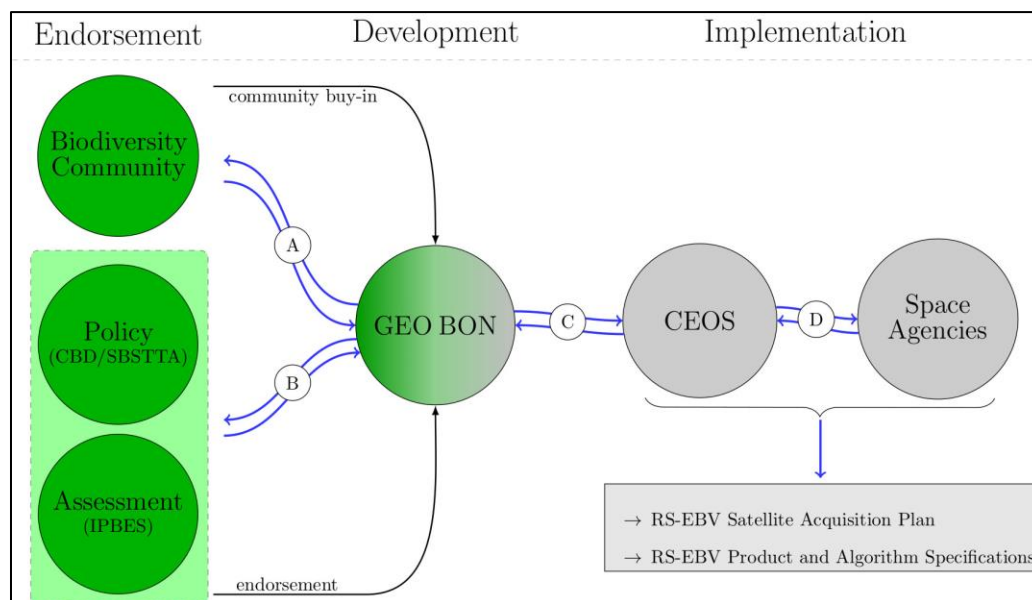 Endorsement
Development
Implementation
Biodiversity
Community
community buy-in
A
Policy
(CBD/SBSTTA)
B
Assessment
(IPBES)
endorsement
GEO BON
C
CEOS
D
Space
Agencies
→ RS-EBV Satellite Acquisition Plan
→ RS-EBV Product and Algorithm Specifications